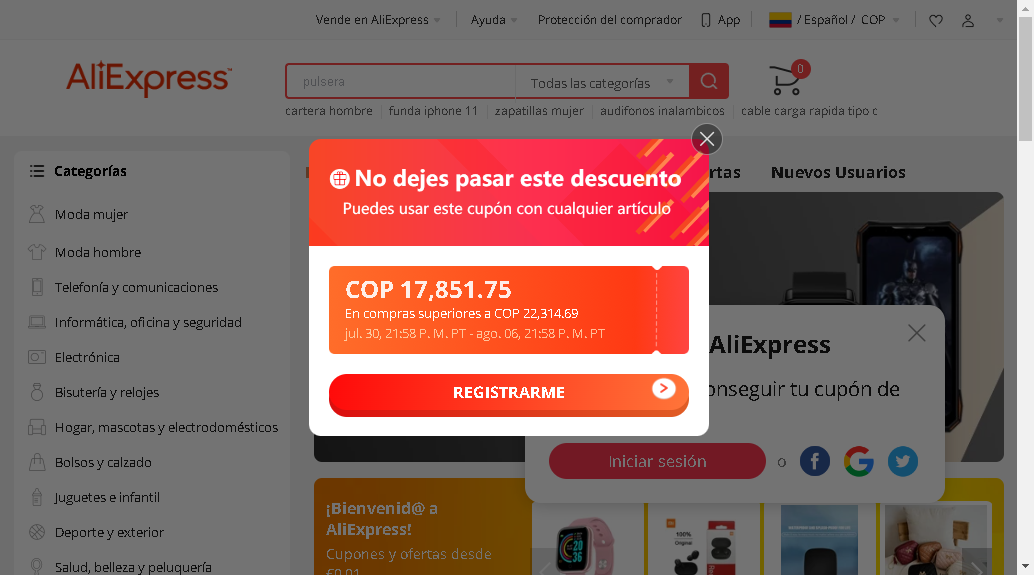 Vende en AliExpress
Ayuda
Protección del comprador
App
/ Español / COP
AliExpress
pulsera
Todas las categorías
0
cartera hombre
funda iphone 11
zapatillas mujer
audifonos inalambicos
cable carga rapida tipo c
Categorías
Moda mujer
Moda hombre
Telefonía y comunicaciones
Informática, oficina y seguridad
Electrónica
Bisutería y relojes
Hogar, mascotas y electrodomésticos
Bolsos y calzado
Juguetes e infantil
Deporte y exterior
Salud, belleza y peluquería
rtas
Nuevos Usuarios
No dejes pasar este descuento
Puedes usar este cupón con cualquier artículo
COP 17,851.75
En compras superiores a COP 22,314.69
jul. 30, 21:58 P. M. PT - ago. 06, 21:58 P. M. PT
REGISTRARME
AliExpress
onseguir tu cupón de
Iniciar sesión
o
¡Bienvenid@ a
AliExpress!
Cupones y ofertas desde
€0,01
100%